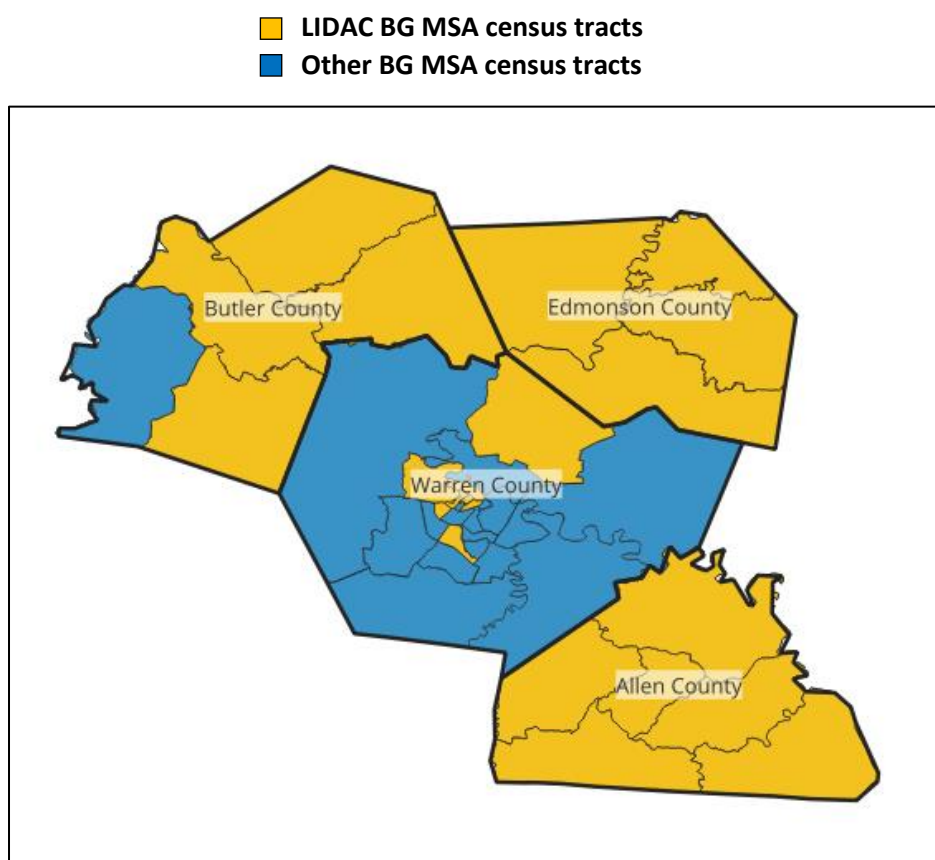 LIDAC BG MSA census tracts
Other BG MSA census tracts
Butler County
Edmonson County
Warren County
Allen County